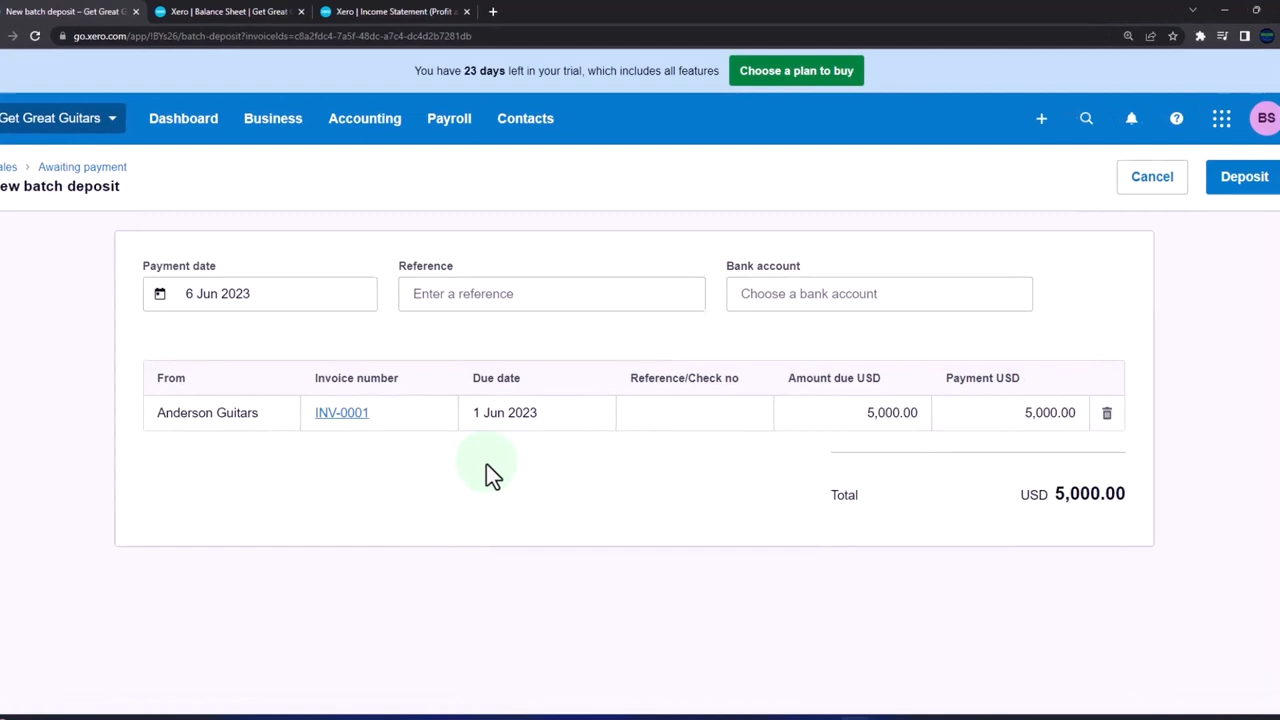 New batch deposit – Get Great G
Xero | Balance Sheet | Get Great G
Xero | Income Statement (Profit a
go.xero.com/app/!BYs26/batch-deposit?invoiceIds=c8a2fdc4-7a5f-48dc-a7c4-dc4d2b7281db
You have 23 days left in your trial, which includes all features
Choose a plan to buy
Get Great Guitars
Dashboard
Business
Accounting
Payroll
Contacts
BS
ales
Awaiting payment
ew batch deposit
Cancel
Deposit
Payment date
Reference
Bank account
6 Jun 2023
Enter a reference
Choose a bank account
From
Invoice number
Due date
Reference/Check no
Amount due USD
Payment USD
Anderson Guitars
INV-0001
1 Jun 2023
5,000.00
5,000.00
Total
USD 5,000.00